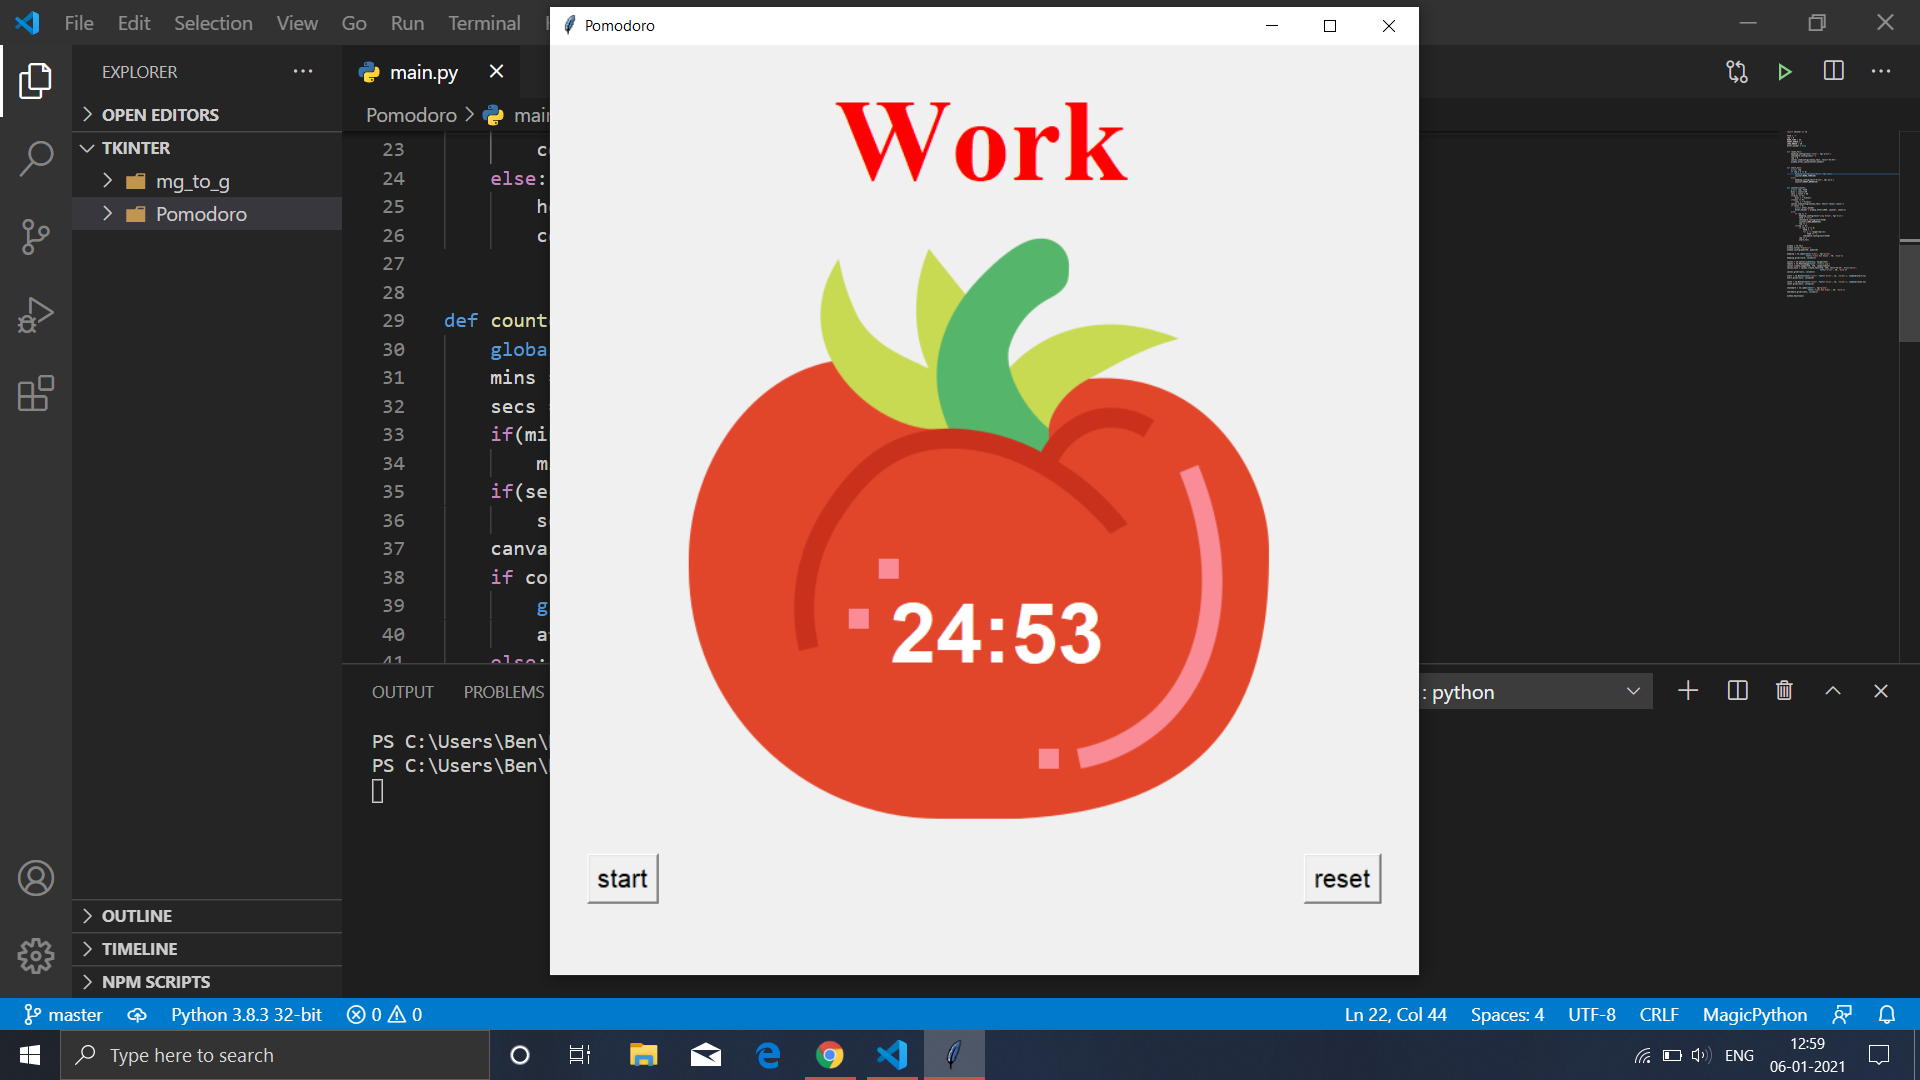 File Edit Selection View Go Run Terminal
Pomodoro
EXPLORER
main.py
OPEN EDITORS
Pomodoro > main
TKINTER
mg_to_g
Pomodoro
Work
23
24 else:
25
26
27
28
29 def count
30 globa
31 mins
32 secs
33 if(mi
34 m
35 if(se
36
37 canva
38 if co
39 g
40 a
41 else:
24:53
OUTPUT PROBLEMS
: python
PS C:\Users\Ben\
PS C:\Users\Ben\
start
reset
OUTLINE
TIMELINE
NPM SCRIPTS
master Python 3.8.3 32-bit 0 0 Ln 22, Col 44 Spaces: 4 UTF-8 CRLF MagicPython
Type here to search
ENG
12:59
06-01-2021